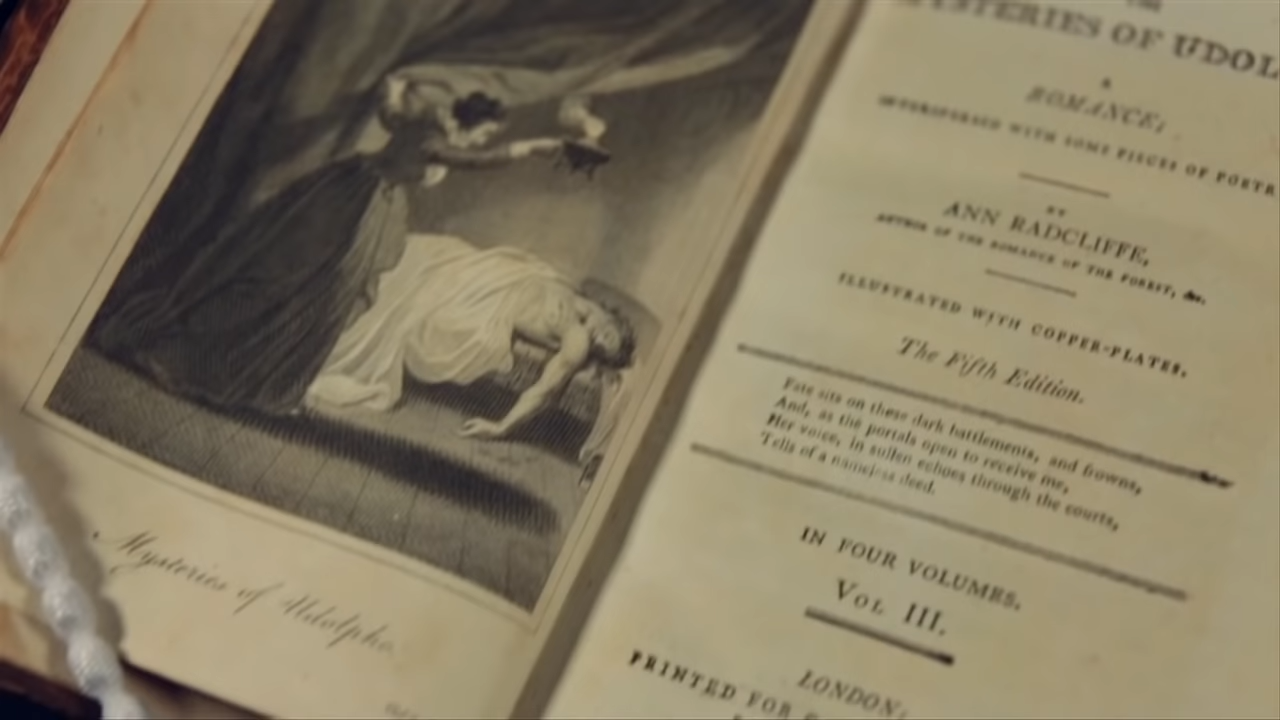 Mysteries of Udolpho.
MYSTERIES OF UDOL
A
ROMANCE;
INTERSPERSED WITH SOME PIECES OF POETR
BY
ANN RADCLIFFE,
AUTHOR OF THE ROMANCE OF THE FOREST, &c.
ILLUSTRATED WITH COPPER-PLATES.
The Fifth Edition.
Fate sits on these dark battlements, and frowns,
And, as the portals open to receive me,
Her voice, in sullen echoes through the courts,
Tells of a nameless deed.
IN FOUR VOLUMES.
VOL III.
LONDON:
PRINTED FOR